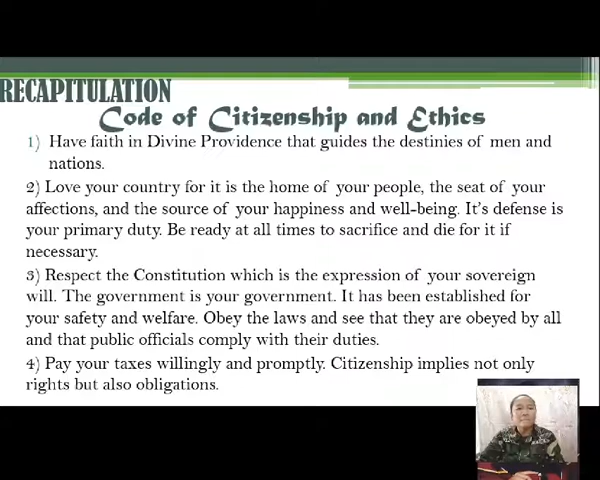 RECAPITULATION
Code of Citizenship and Ethics
1) Have faith in Divine Providence that guides the destinies of men and
nations.
2) Love your country for it is the home of your people, the seat of your
affections, and the source of your happiness and well-being. It's defense is
your primary duty. Be ready at all times to sacrifice and die for it if
necessary.
3) Respect the Constitution which is the expression of your sovereign
will. The government is your government. It has been established for
your safety and welfare. Obey the laws and see that they are obeyed by all
and that public officials comply with their duties.
4) Pay your taxes willingly and promptly. Citizenship implies not only
rights but also obligations.